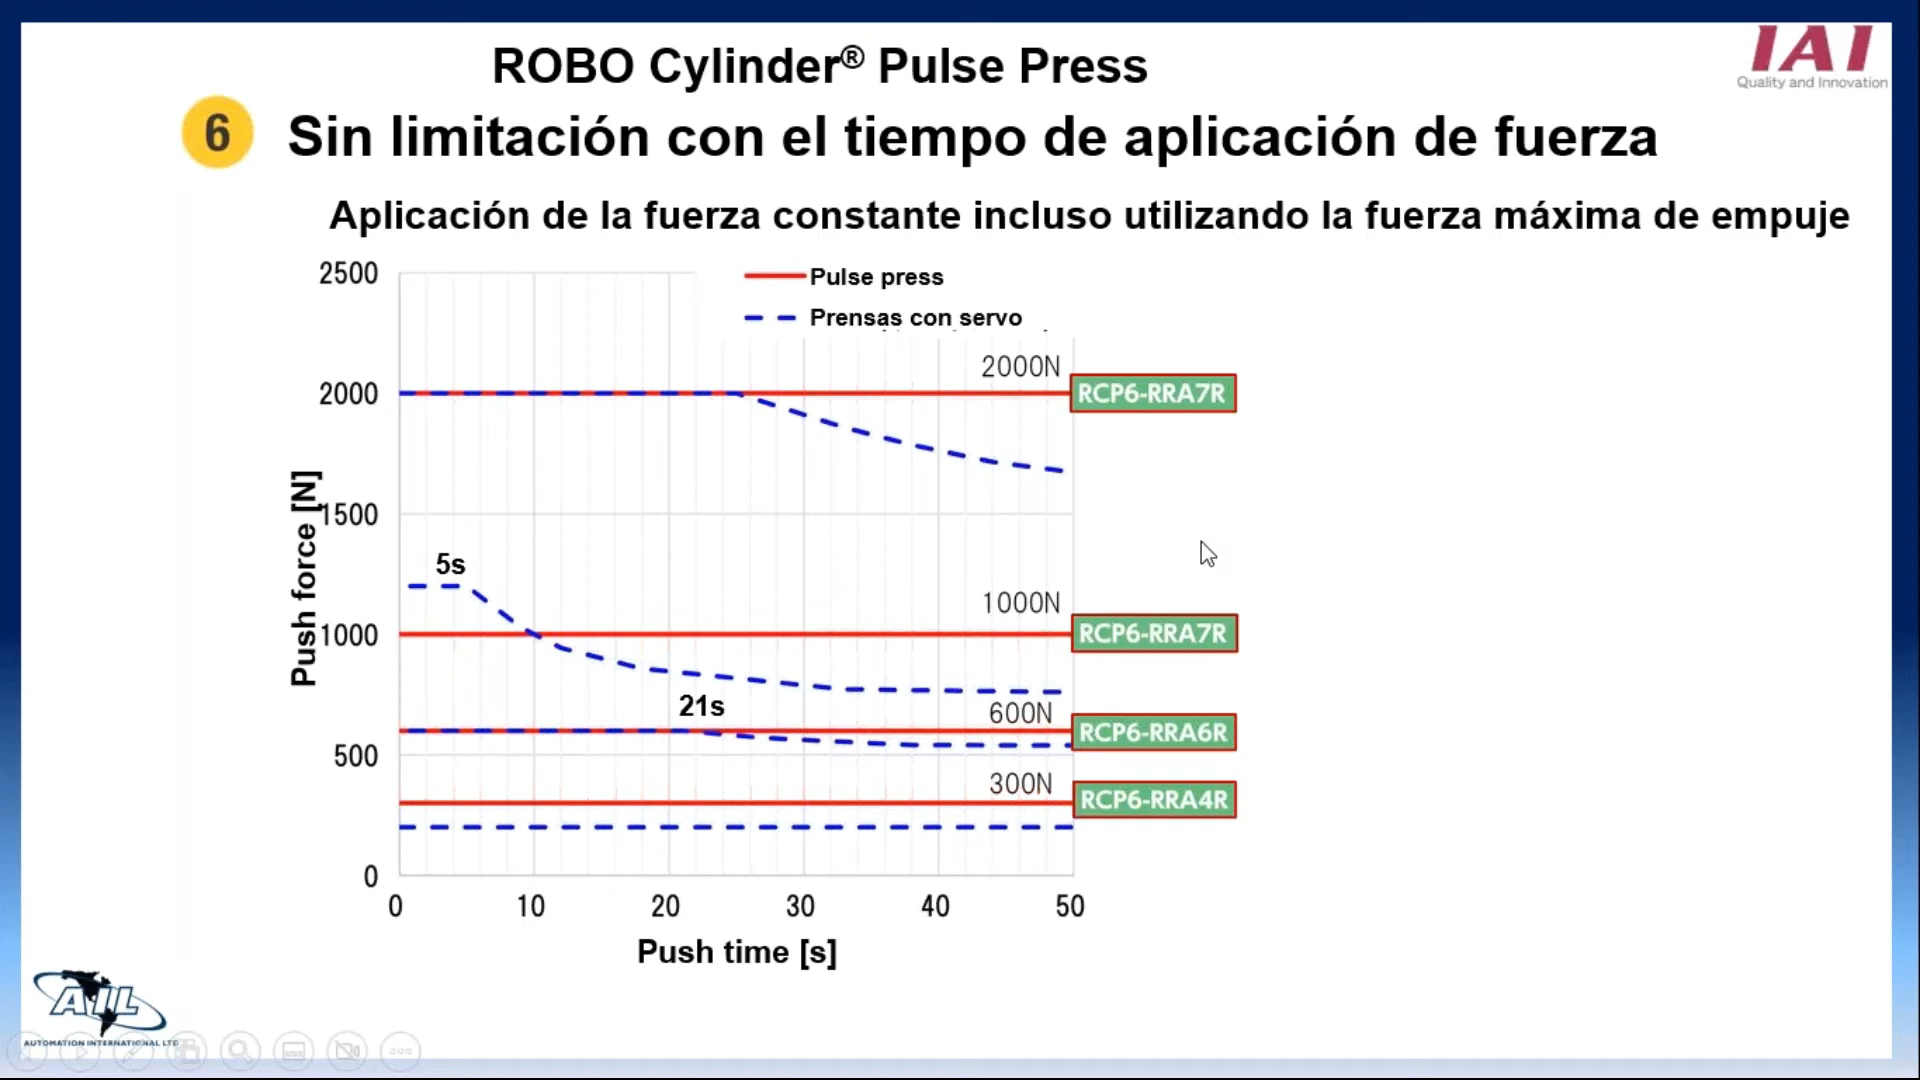 ROBO Cylinder® Pulse Press
IAI
Quality and Innovation
6
Sin limitación con el tiempo de aplicación de fuerza
Aplicación de la fuerza constante incluso utilizando la fuerza máxima de empuje
Pulse press
Prensas con servo
2500
2000
1500
1000
500
0
Push force [N]
2000N
RCP6-RRA7R
5s
1000N
RCP6-RRA7R
21s
600N
RCP6-RRA6R
300N
RCP6-RRA4R
0 10 20 30 40 50
Push time [s]
AIL
AUTOMATION INTERNATIONAL LTD